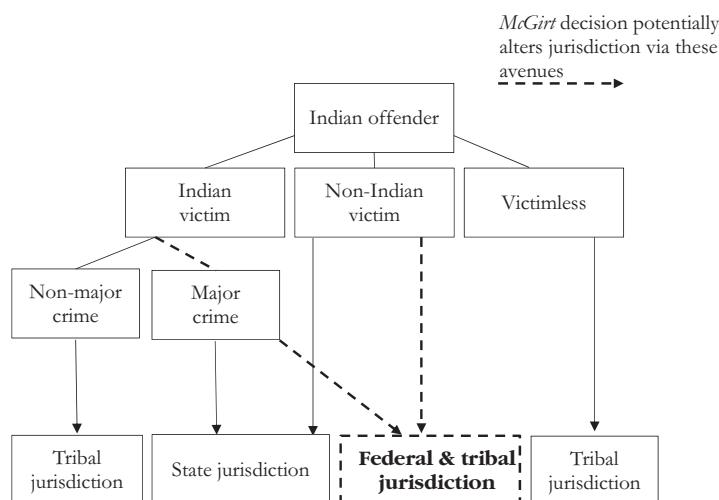 McGirt decision potentially
alters jurisdiction via these
avenues
Indian offender
Indian
victim
Non-Indian
victim
Victimless
Non-major
crime
Major
crime
Tribal
jurisdiction
State jurisdiction
Federal & tribal
jurisdiction
Tribal
jurisdiction